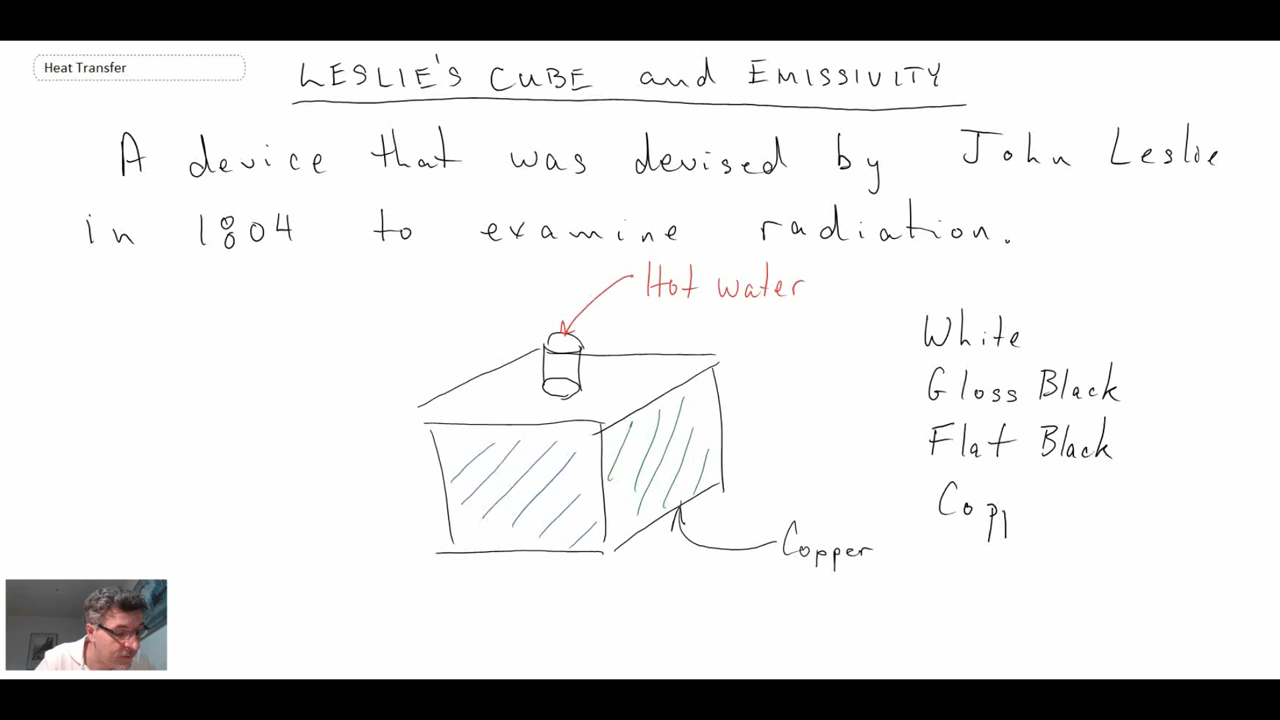 Heat Transfer
LESLIE'S CUBE and EMISSIVITY
A device that was devised by John Leslie
in 1804 to examine radiation.
Hot water
White
Gloss Black
Flat Black
Cop
Copper